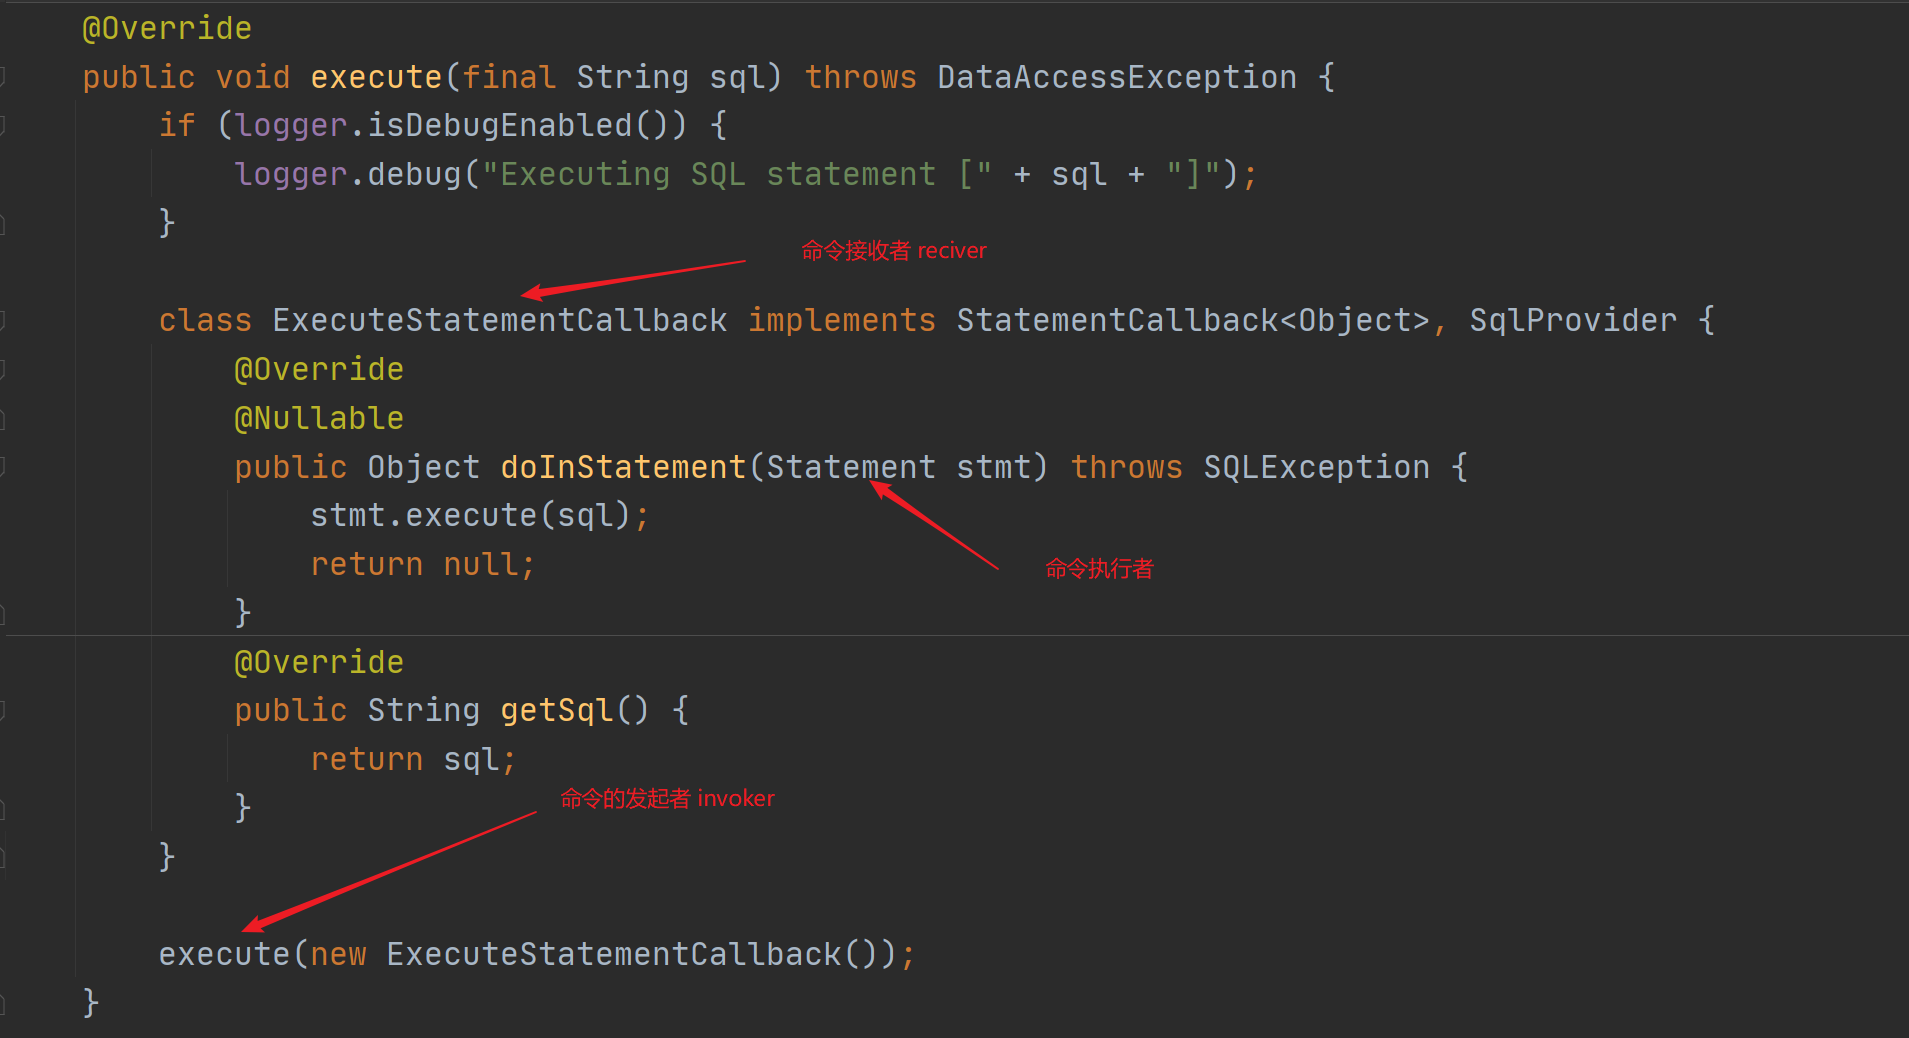 @Override
public void execute(final String sql) throws DataAccessException {
if (logger.isDebugEnabled()) {
logger.debug("Executing SQL statement [" + sql + "]");
}
命令接收者 reciver
class ExecuteStatementCallback implements StatementCallback<Object>, SqlProvider {
@Override
@Nullable
public Object doInStatement(Statement stmt) throws SQLException {
stmt.execute(sql);
return null;
命令执行者
}
@Override
public String getSql() {
return sql;
命令的发起者 invoker
}
}
execute(new ExecuteStatementCallback());
}